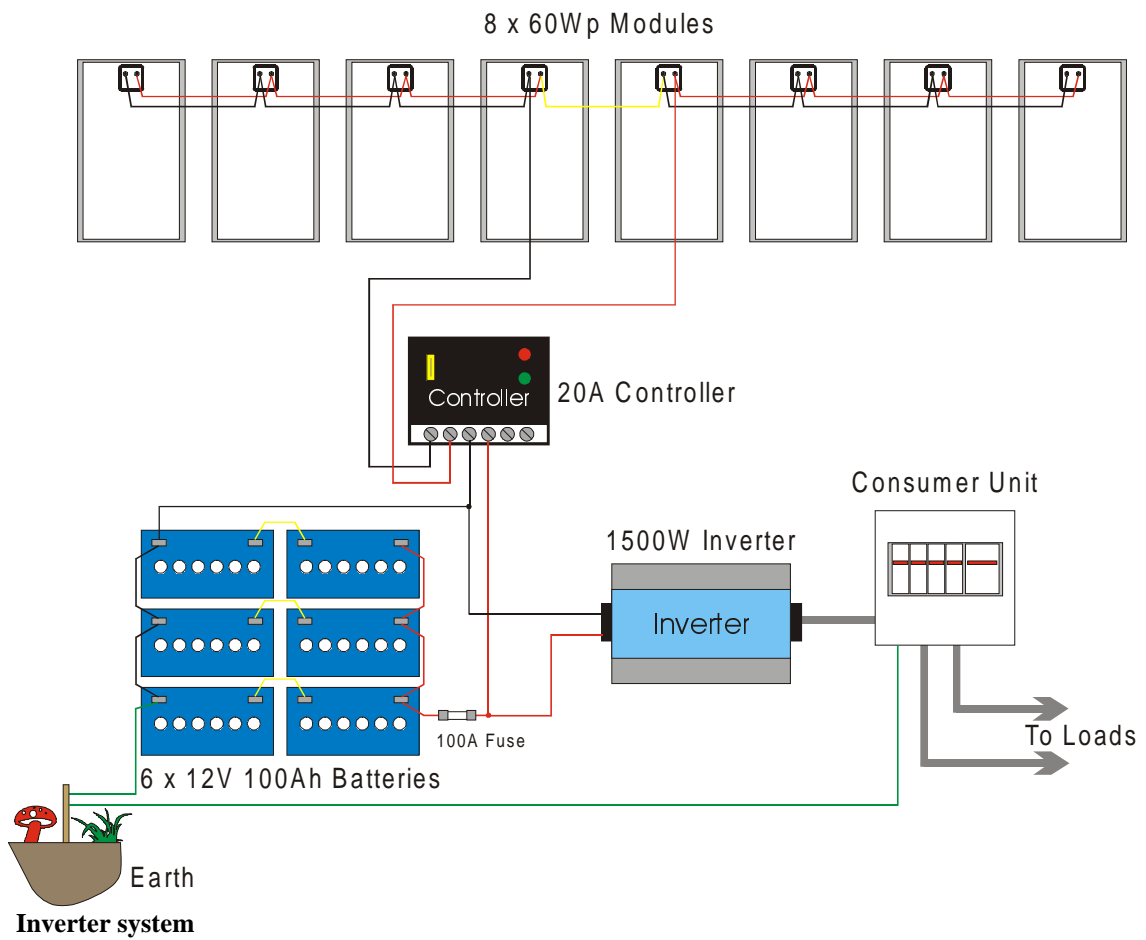 8 x 60Wp Modules
Controller
20A Controller
Consumer Unit
1500W Inverter
Inverter
100A Fuse
To Loads
6 x 12V 100Ah Batteries
Earth
Inverter system